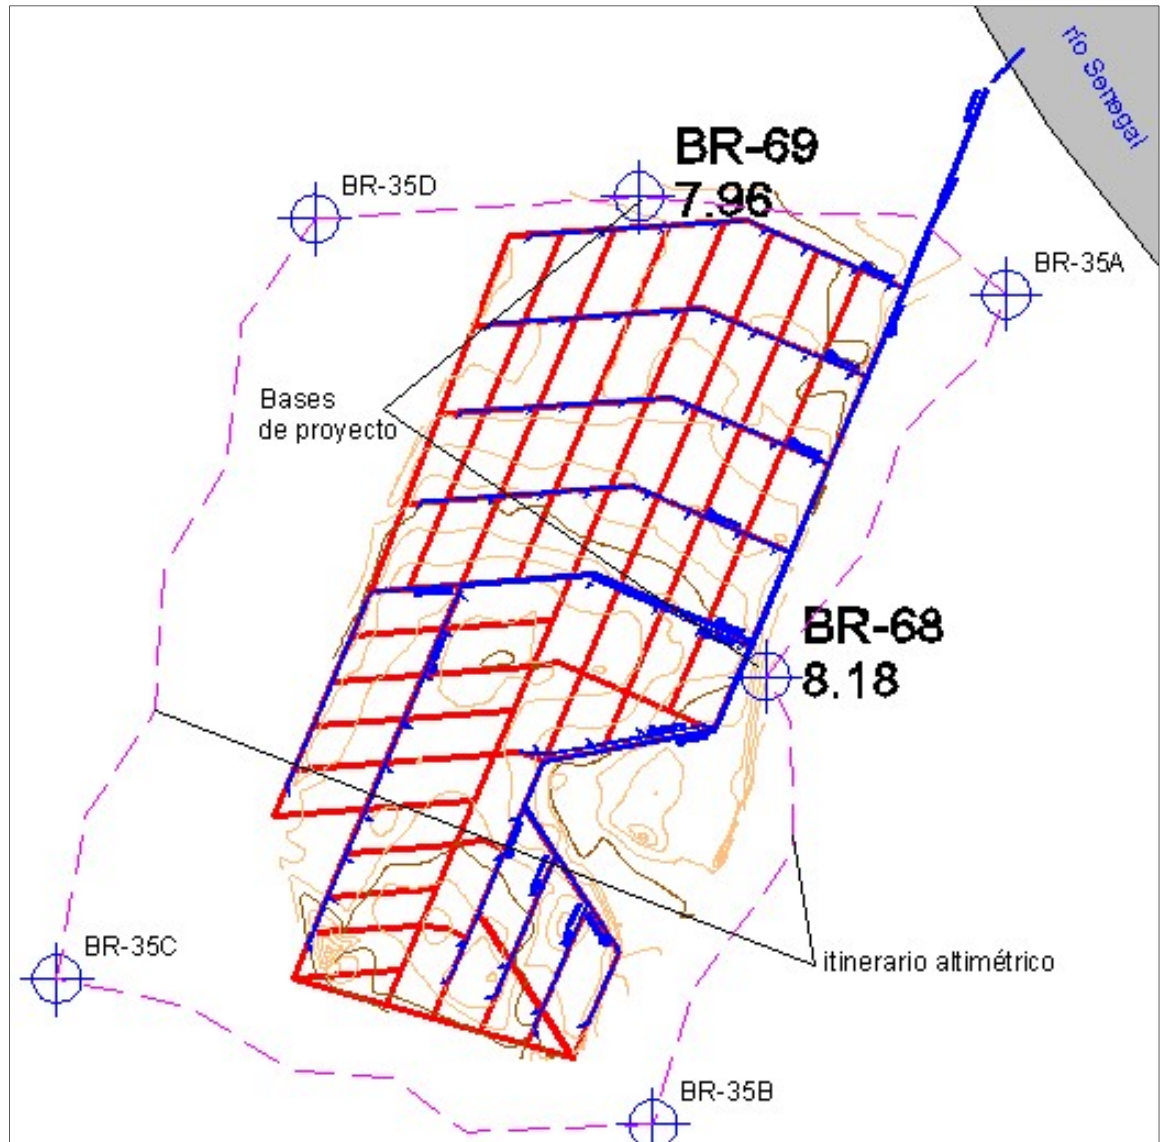 río Senegal
BR-69
7.96
BR-35D
BR-35A
Bases
de proyecto
BR-68
8.18
BR-35C
itinerario altimétrico
BR-35B